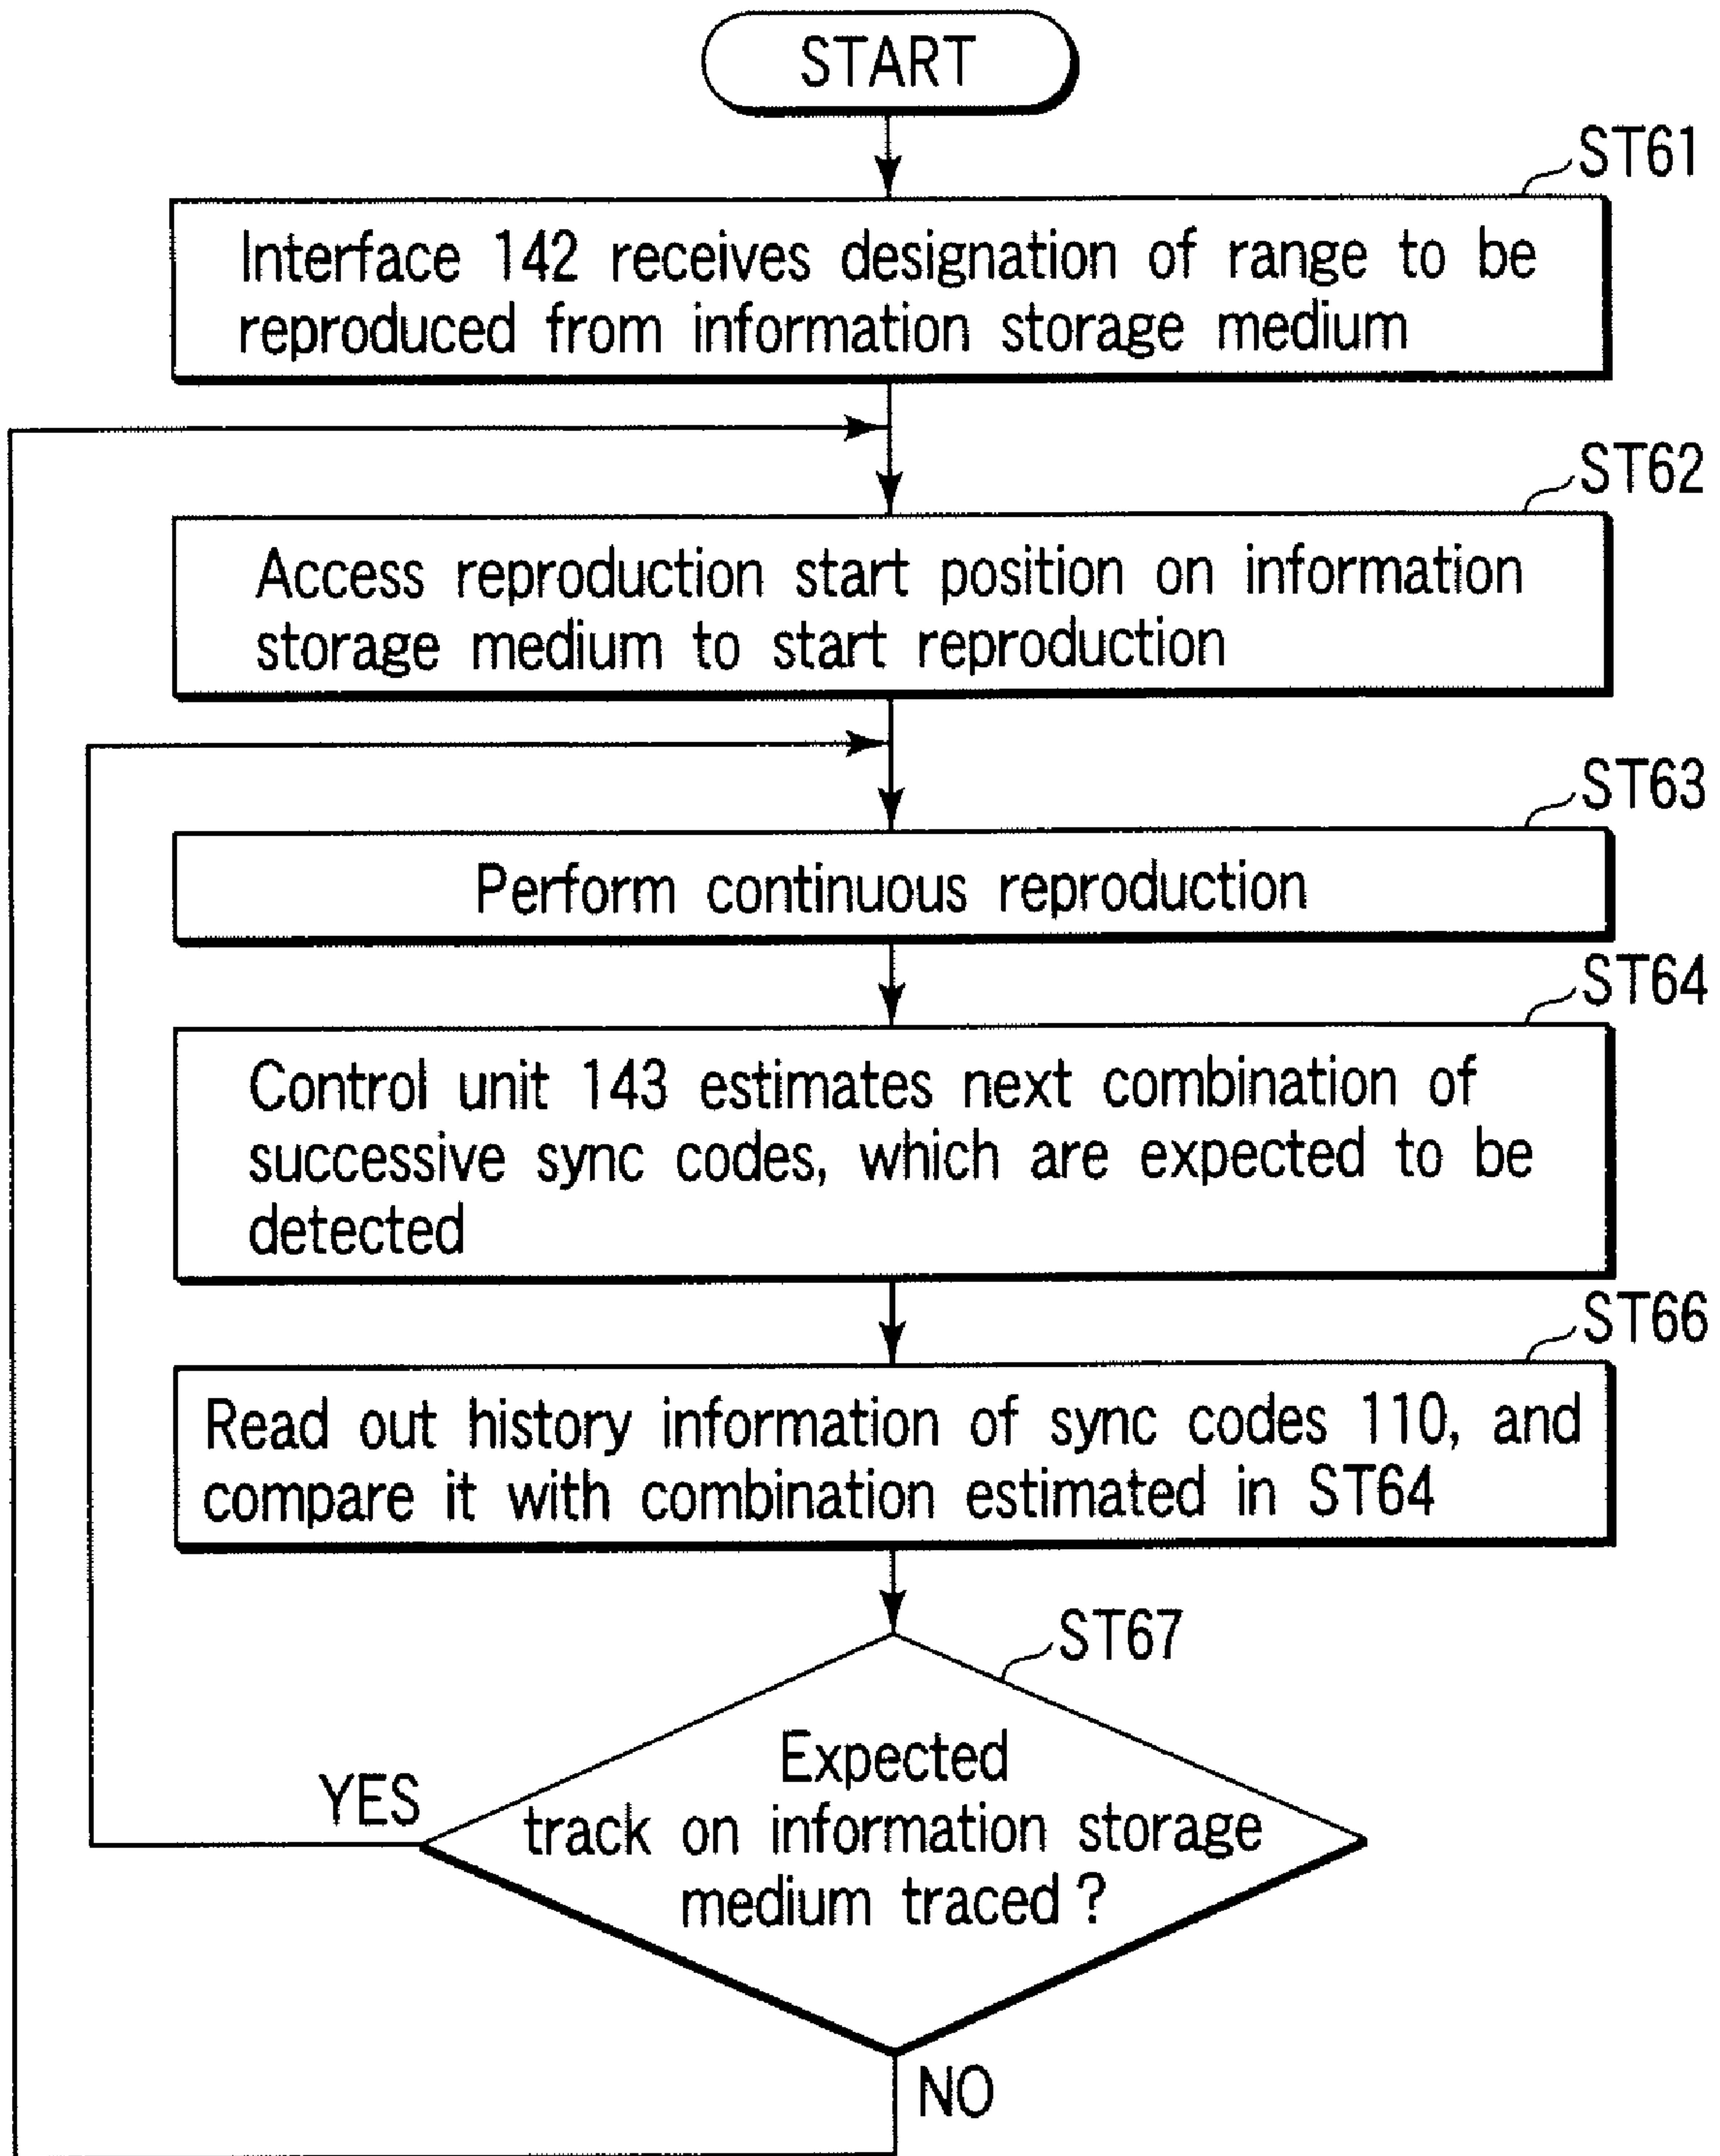 START
ST61
Interface 142 receives designation of range to be
reproduced from information storage medium
ST62
Access reproduction start position on information
storage medium to start reproduction
ST63
Perform continuous reproduction
ST64
Control unit 143 estimates next combination of
successive sync codes, which are expected to be
detected
ST66
Read out history information of sync codes 110, and
compare it with combination estimated in ST64
ST67
Expected
track on information storage
medium traced ?
YES
NO